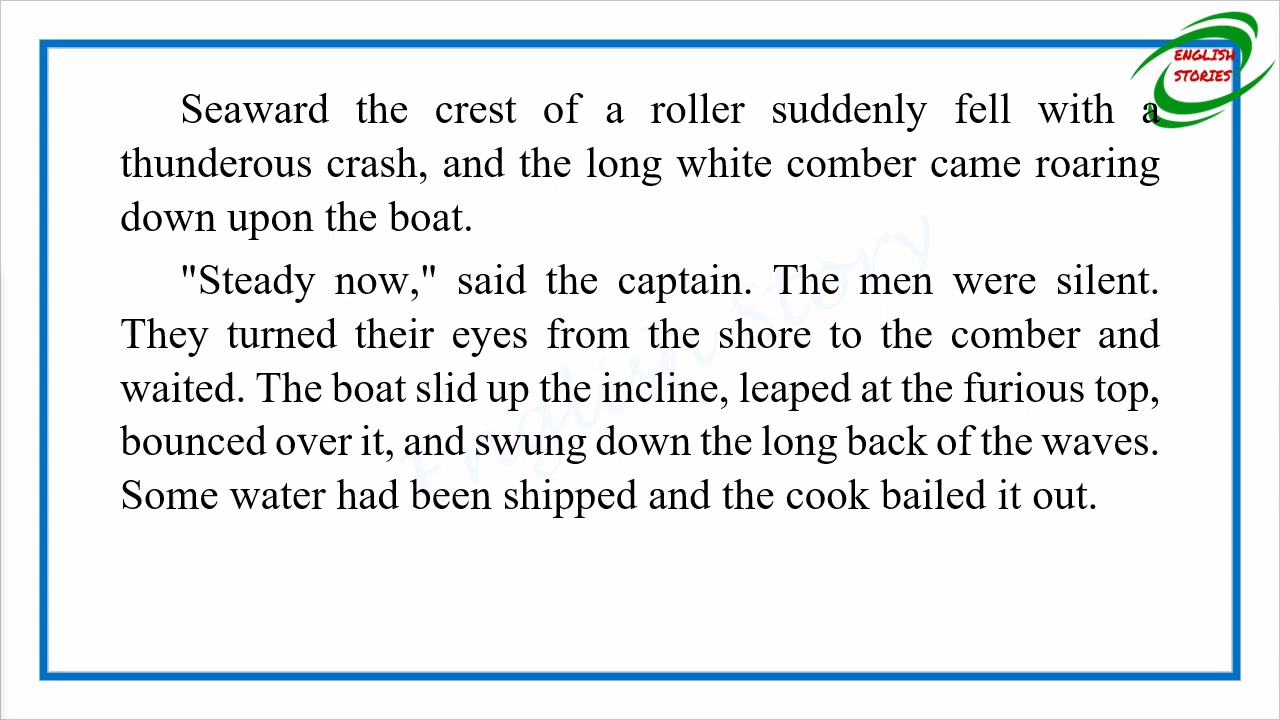 ENGLISH
STORIES
Seaward the crest of a roller suddenly fell with a
thunderous crash, and the long white comber came roaring
down upon the boat.
"Steady now," said the captain. The men were silent.
They turned their eyes from the shore to the comber and
waited. The boat slid up the incline, leaped at the furious top,
bounced over it, and swung down the long back of the waves.
Some water had been shipped and the cook bailed it out.
English Story